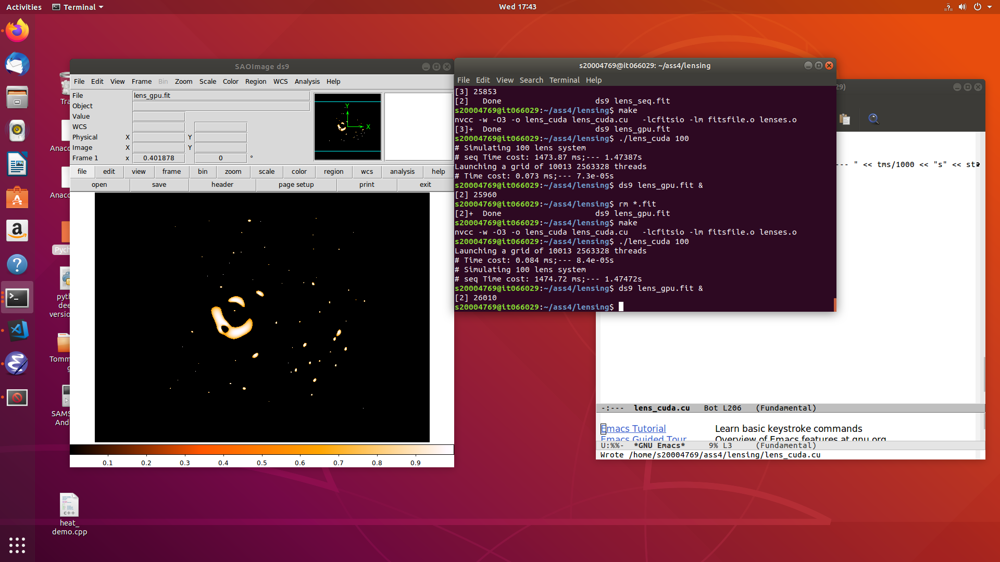 Activities Terminal Wed 17:43
SAOImage ds9
File Edit View Frame Bin Zoom Scale Color Region WCS Analysis Help
File lens_gpu.fit
Object
Value
WCS
Physical X Y
Image X Y
Frame 1 x 0.401878 0 °
Y
X
file edit view frame bin zoom scale color region wcs analysis help
open save header page setup print exit
0.1 0.2 0.3 0.4 0.5 0.6 0.7 0.8 0.9
s20004769@it066029: ~/ass4/lensing
File Edit View Search Terminal Help
[3] 25853
[2]   Done                    ds9 lens_seq.fit
s20004769@it066029:~/ass4/lensing$ make
nvcc -w -O3 -o lens_cuda lens_cuda.cu   -lcfitsio -lm fitsfile.o lenses.o
[3]+  Done                    ds9 lens_gpu.fit
s20004769@it066029:~/ass4/lensing$ ./lens_cuda 100
# Simulating 100 lens system
# seq Time cost: 1473.87 ms;--- 1.47387s
Launching a grid of 10013 2563328 threads
# Time cost: 0.073 ms;--- 7.3e-05s
s20004769@it066029:~/ass4/lensing$ ds9 lens_gpu.fit &
[2] 25960
s20004769@it066029:~/ass4/lensing$ rm *.fit
[2]+  Done                    ds9 lens_gpu.fit
s20004769@it066029:~/ass4/lensing$ make
nvcc -w -O3 -o lens_cuda lens_cuda.cu   -lcfitsio -lm fitsfile.o lenses.o
s20004769@it066029:~/ass4/lensing$ ./lens_cuda 100
Launching a grid of 10013 2563328 threads
# Time cost: 0.084 ms;--- 8.4e-05s
# Simulating 100 lens system
# seq Time cost: 1474.72 ms;--- 1.47472s
s20004769@it066029:~/ass4/lensing$ ds9 lens_gpu.fit &
[2] 26010
s20004769@it066029:~/ass4/lensing$
29)
--- " << tms/1000 << "s" << st
-:---  lens_cuda.cu   Bot L206   (Fundamental)
Emacs Tutorial Learn basic keystroke commands
Emacs Guided Tour Overview of Emacs features at gnu.org
U:%%-  *GNU Emacs*     9% L3     (Fundamental)
Wrote /home/s20004769/ass4/lensing/lens_cuda.cu
Tra
Anaco
Anaco
Pych
pyth
dee
versio
Tomm
g
SAMS
And
c++
heat_
demo.cpp